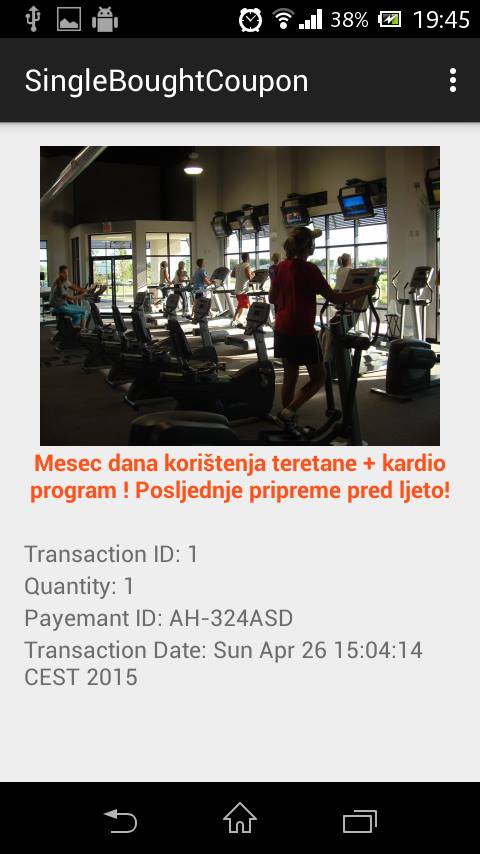 38% 19:45
SingleBoughtCoupon
Mesec dana korištenja teretane + kardio
program ! Posljednje pripreme pred ljeto!
Transaction ID: 1
Quantity: 1
Payemant ID: AH-324ASD
Transaction Date: Sun Apr 26 15:04:14
CEST 2015